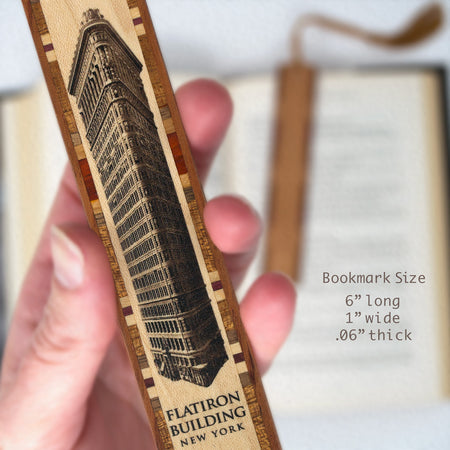 FLATIRON
BUILDING
NEW YORK
Bookmark Size
6” long
1” wide
.06” thick